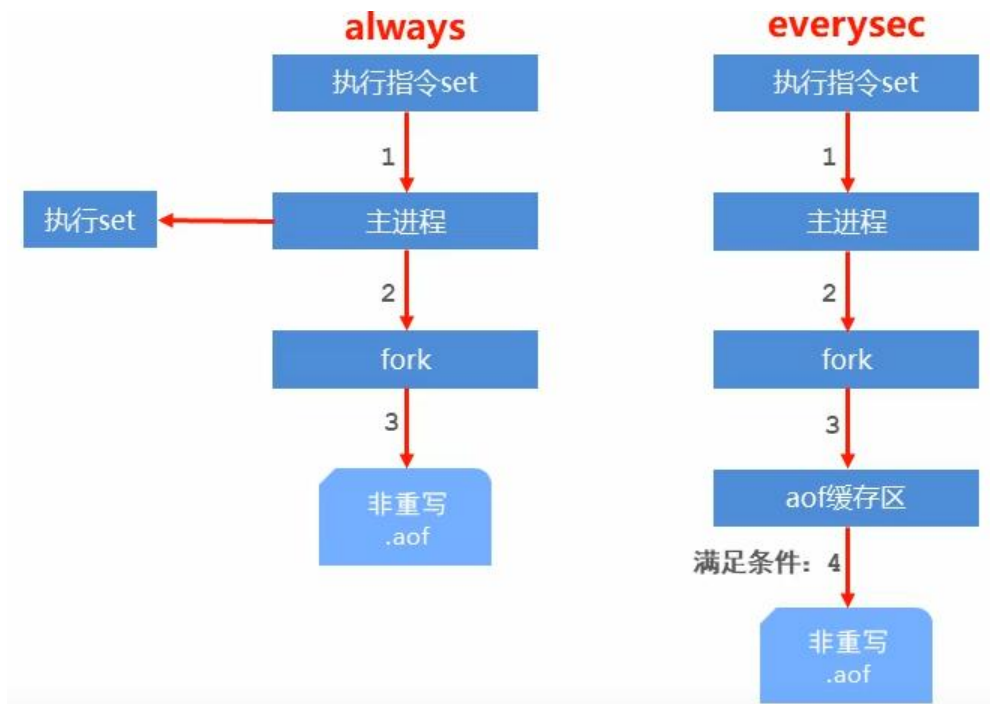 always
执行指令set
1
执行set
主进程
2
fork
3
非重写
.aof
everysec
执行指令set
1
主进程
2
fork
3
aof缓存区
满足条件：4
非重写
.aof